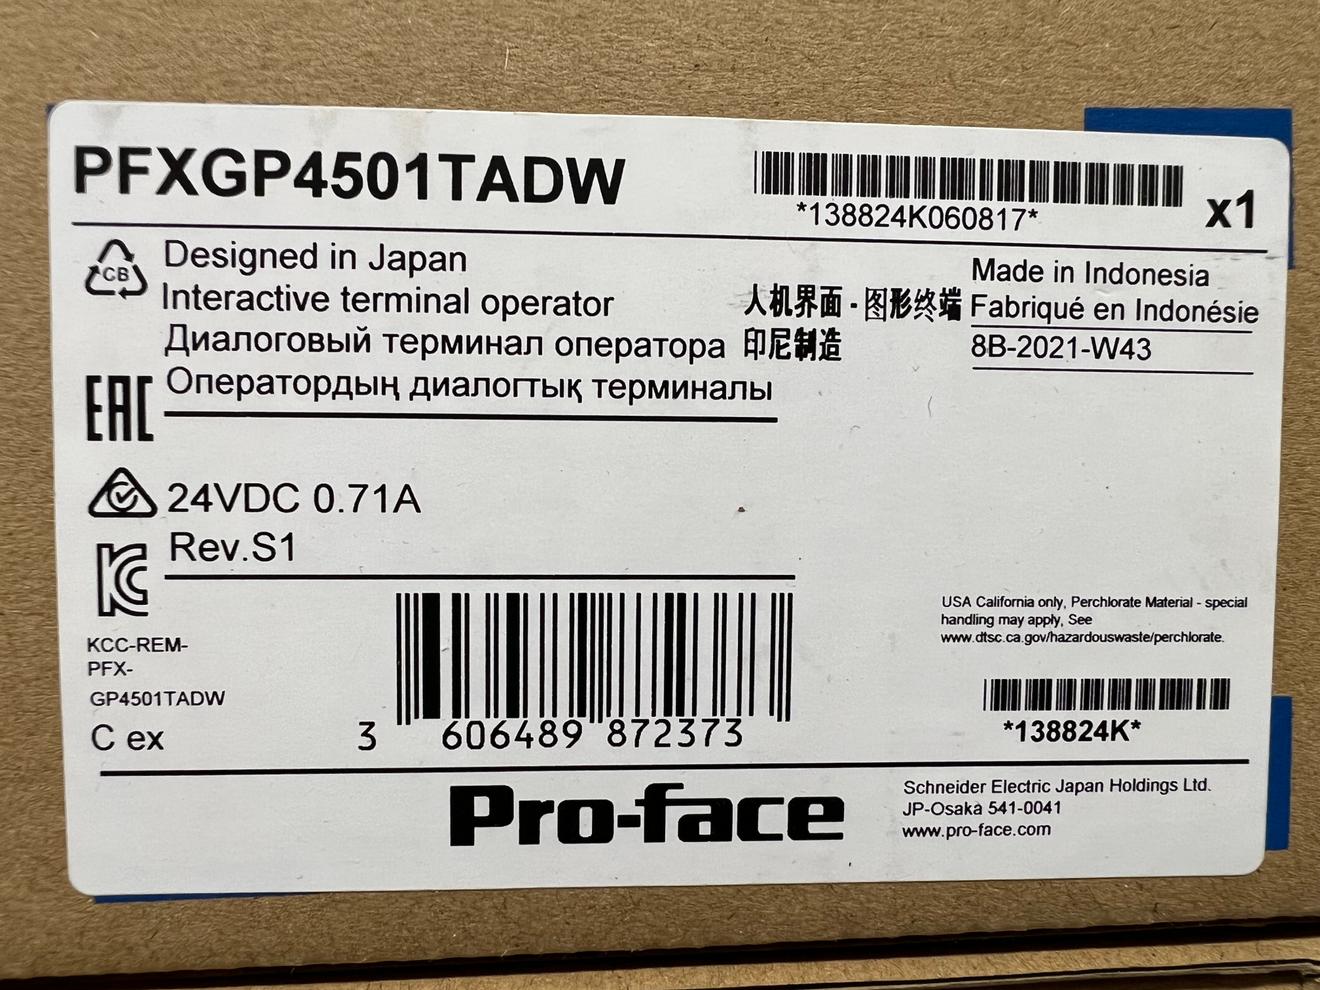 PFXGP4501TADW
*138824K060817*
x1
CB
Designed in Japan
Interactive terminal operator
Диалоговый терминал оператора
Оператордың диалогтық терминалы
人机界面 - 图形终端
印尼制造
Made in Indonesia
Fabriqué en Indonésie
8B-2021-W43
EAC
24VDC 0.71A
Rev.S1
KC
KCC-REM-
PFX-
GP4501TADW
C ex
3 606489 872373
USA California only, Perchlorate Material - special
handling may apply, See
www.dtsc.ca.gov/hazardouswaste/perchlorate.
*138824K*
Pro-face
Schneider Electric Japan Holdings Ltd.
JP-Osaka 541-0041
www.pro-face.com